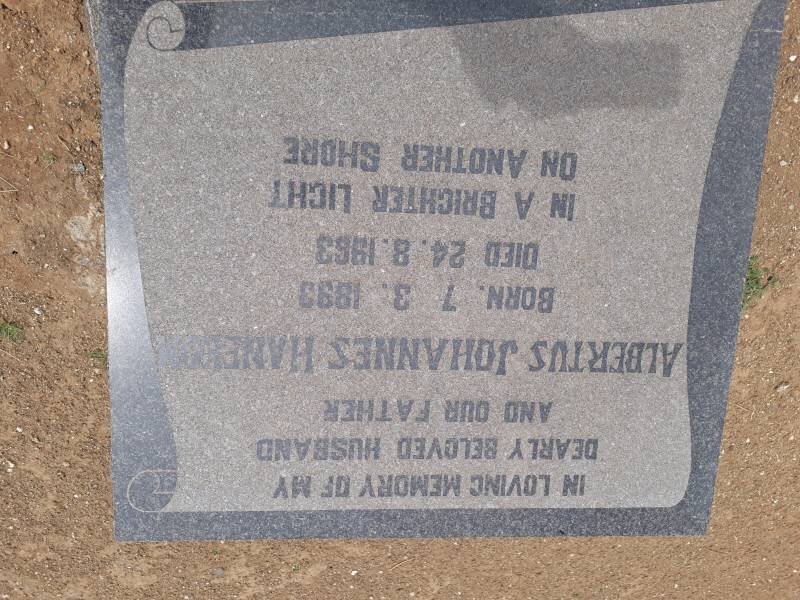 IN LOVING MEMORY OF MY
DEARLY BELOVED HUSBAND
AND OUR FATHER
ALBERTUS JOHANNES HANEKOM
BORN. 7. 3. 1893
DIED 24. 8. 1963
IN A BRIGHTER LIGHT
ON ANOTHER SHORE